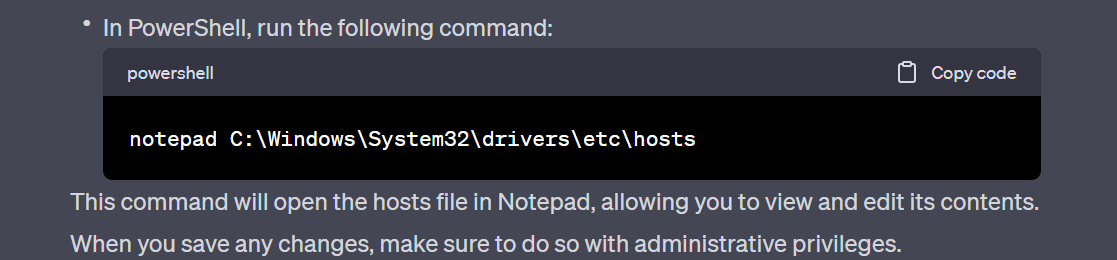 • In PowerShell, run the following command:
powershell Copy code
notepad C:\Windows\System32\drivers\etc\hosts
This command will open the hosts file in Notepad, allowing you to view and edit its contents.
When you save any changes, make sure to do so with administrative privileges.